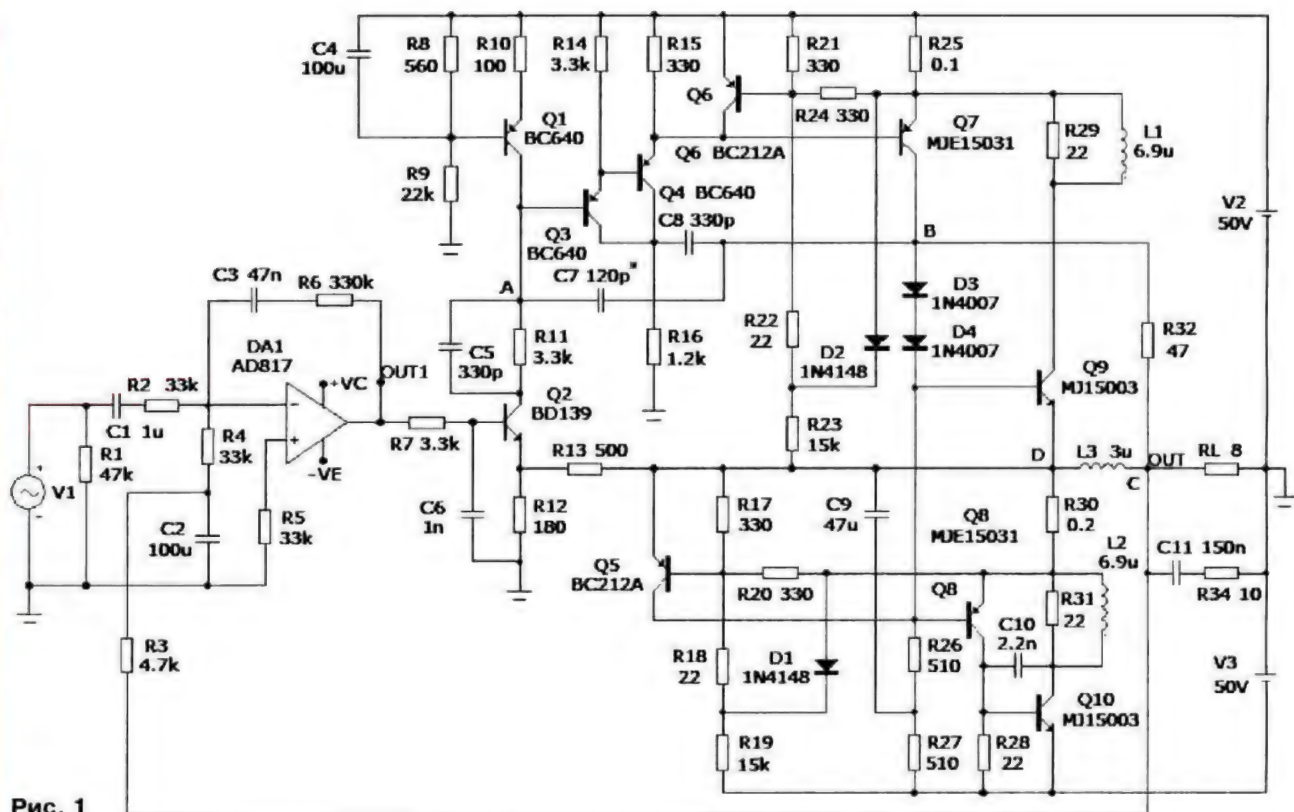 C4
100u
R8
560
R10
100
R14
3.3k
R15
330
R21
330
R25
0.1
Q6
R24 330
Q1
BC640
Q7
MJE15031
R29
22
L1
6.9u
Q6 BC212A
R9
22k
Q4 BC640
C8 330p
V2
50V
Q3
BC640
B
C3 47n
R6 330k
A
C7 120p*
D3
1N4007
R22
22
R32
47
DA1
AD817
R11
3.3k
R16
1.2k
D2
1N4148
D4
1N4007
+VC
OUT1
C5
330p
Q9
MJ15003
R2 33k
Q2
BD139
C1 1u
R4
33k
R7 3.3k
R23
15k
R1
47k
-VE
R13 500
D
L3 3u
OUT
RL 8
C
V1
C6
1n
R12
180
R17
330
C9
47u
R30
0.2
C2
100u
R5
33k
Q8
MJE15031
L2
6.9u
C11 150n
Q5
BC212A
R20 330
R34 10
Q8
R31
22
C10
2.2n
R3
4.7k
R18
22
D1
1N4148
R26
510
V3
50V
Q10
MJ15003
R19
15k
R27
510
R28
22
Рис. 1